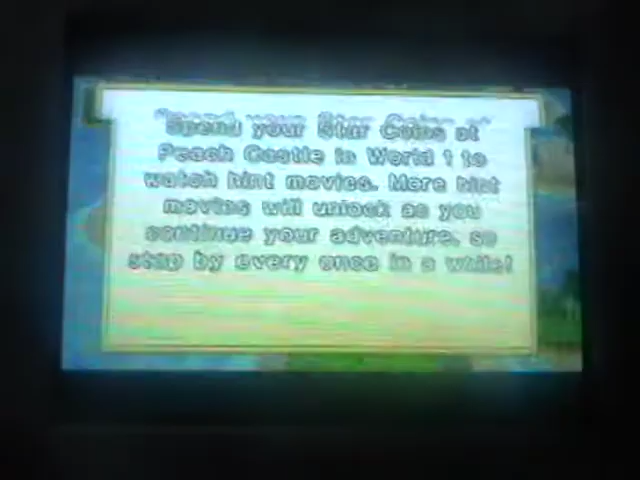 Spend your Star Coins at
Peach Castle in World 1 to
watch hint movies. More hint
movies will unlock as you
continue your adventure, so
stop by every once in a while!